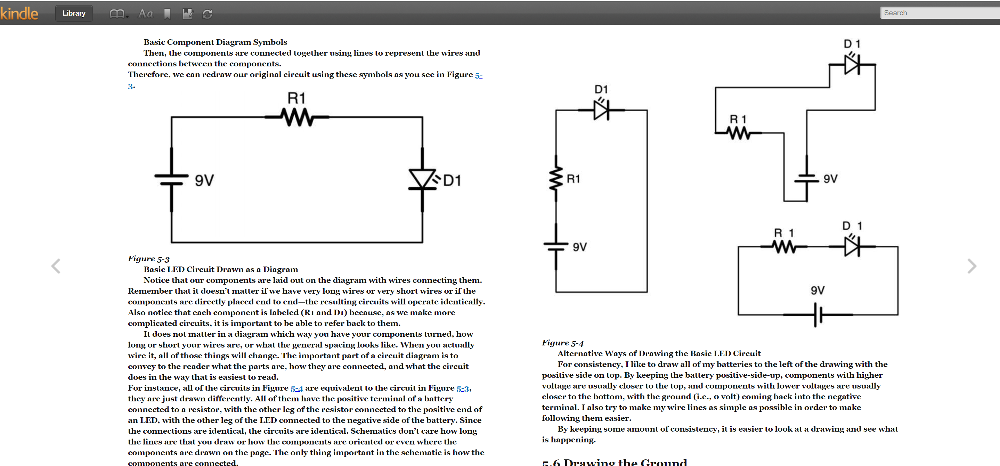 kindle
Library
Aa
Search
Basic Component Diagram Symbols
Then, the components are connected together using lines to represent the wires and
connections between the components.
Therefore, we can redraw our original circuit using these symbols as you see in Figure 5-
3.
R1
9V
D1
Figure 5-3
Basic LED Circuit Drawn as a Diagram
Notice that our components are laid out on the diagram with wires connecting them.
Remember that it doesn’t matter if we have very long wires or very short wires or if the
components are directly placed end to end—the resulting circuits will operate identically.
Also notice that each component is labeled (R1 and D1) because, as we make more
complicated circuits, it is important to be able to refer back to them.
It does not matter in a diagram which way you have your components turned, how
long or short your wires are, or what the general spacing looks like. When you actually
wire it, all of those things will change. The important part of a circuit diagram is to
convey to the reader what the parts are, how they are connected, and what the circuit
does in the way that is easiest to read.
For instance, all of the circuits in Figure 5-4 are equivalent to the circuit in Figure 5-3,
they are just drawn differently. All of them have the positive terminal of a battery
connected to a resistor, with the other leg of the resistor connected to the positive end of
an LED, with the other leg of the LED connected to the negative side of the battery. Since
the connections are identical, the circuits are identical. Schematics don’t care how long
the lines are that you draw or how the components are oriented or even where the
components are drawn on the page. The only thing important in the schematic is how the
components are connected.
D1
R1
9V
D 1
R 1
9V
R 1
D 1
9V
Figure 5-4
Alternative Ways of Drawing the Basic LED Circuit
For consistency, I like to draw all of my batteries to the left of the drawing with the
positive side on top. By keeping the battery positive-side-up, components with higher
voltage are usually closer to the top, and components with lower voltages are usually
closer to the bottom, with the ground (i.e., 0 volt) coming back into the negative
terminal. I also try to make my wire lines as simple as possible in order to make
following them easier.
By keeping some amount of consistency, it is easier to look at a drawing and see what
is happening.
5.6 Drawing the Ground